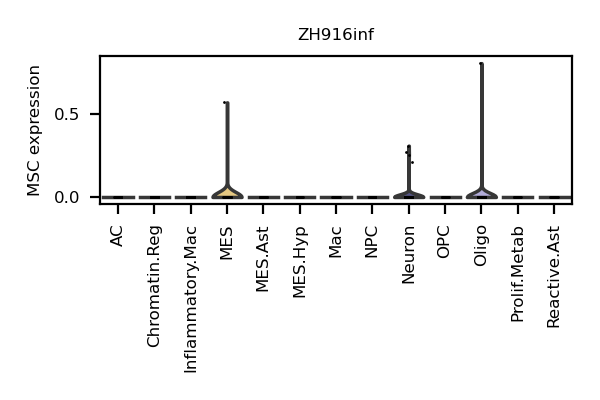 ZH916inf
MSC expression
0.5
0.0
AC
Chromatin.Reg
Inflammatory.Mac
MES
MES.Ast
MES.Hyp
Mac
NPC
Neuron
OPC
Oligo
Prolif.Metab
Reactive.Ast